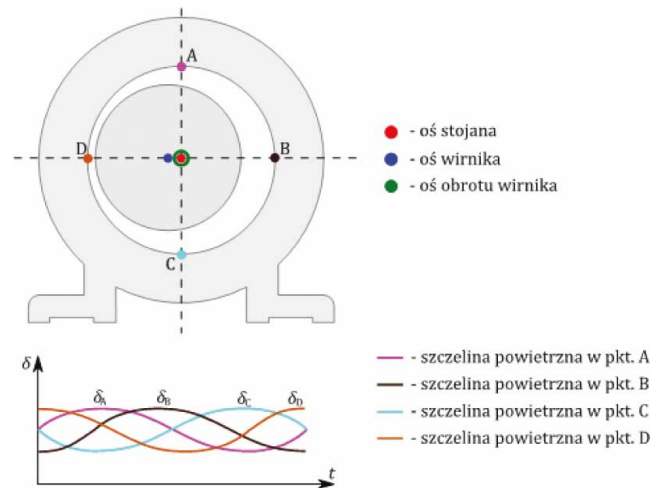 A
D
B
C
- oś stojana
- oś wirnika
- oś obrotu wirnika
δ
δA
δB
δC
δD
t
- szczelina powietrzna w pkt. A
- szczelina powietrzna w pkt. B
- szczelina powietrzna w pkt. C
- szczelina powietrzna w pkt. D